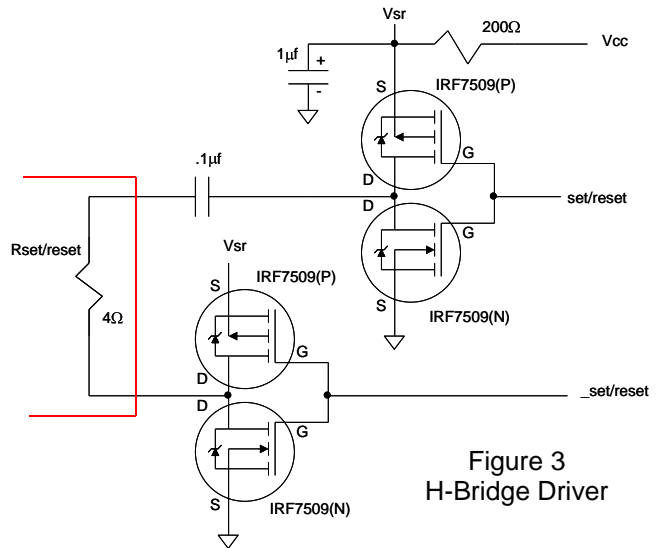 Vsr
200Ω
Vcc
1μf
+
-
S
IRF7509(P)
G
D
.1μf
set/reset
D
G
Rset/reset
Vsr
S
IRF7509(N)
S
IRF7509(P)
4Ω
G
D
_set/reset
D
G
S
IRF7509(N)
Figure 3
H-Bridge Driver